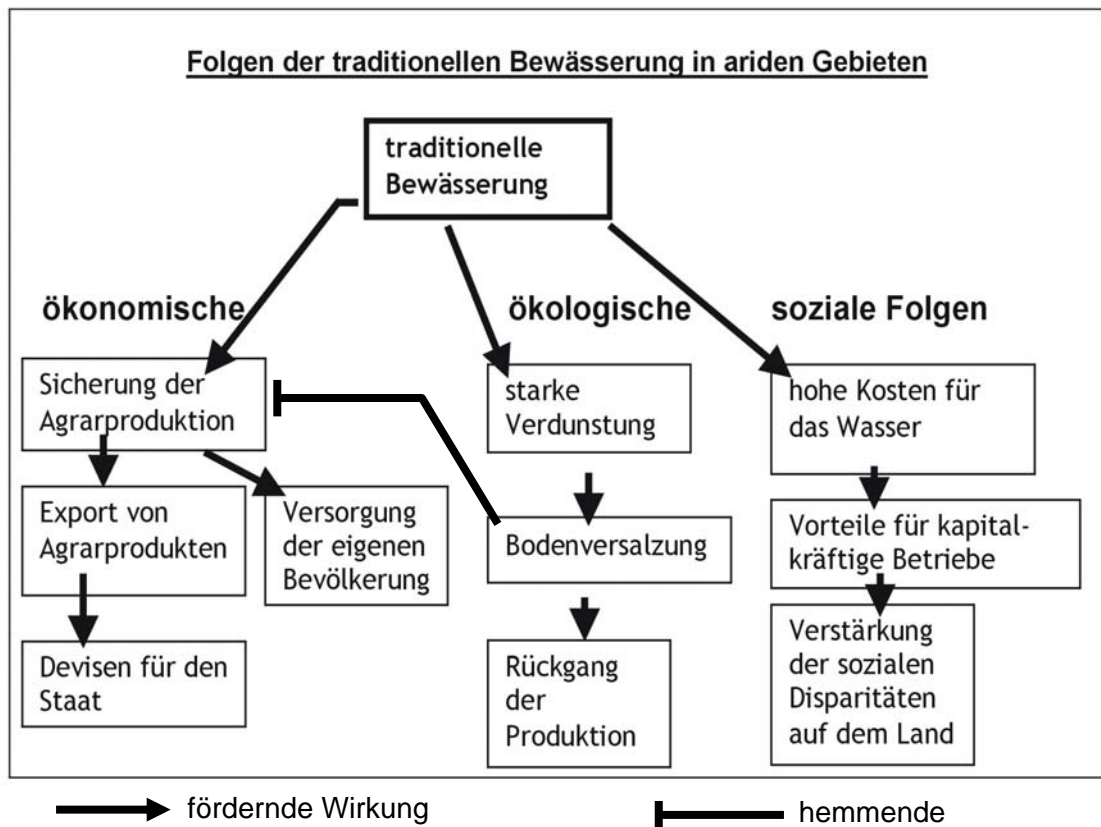 Folgen der traditionellen Bewässerung in ariden Gebieten
traditionelle
Bewässerung
ökonomische
ökologische
soziale Folgen
Sicherung der
Agrarproduktion
starke
Verdunstung
hohe Kosten für
das Wasser
Export von
Agrarprodukten
Versorgung
der eigenen
Bevölkerung
Bodenversalzung
Vorteile für kapital-
kräftige Betriebe
Devisen für den
Staat
Rückgang
der
Produktion
Verstärkung
der sozialen
Disparitäten
auf dem Land
fördernde Wirkung
hemmende